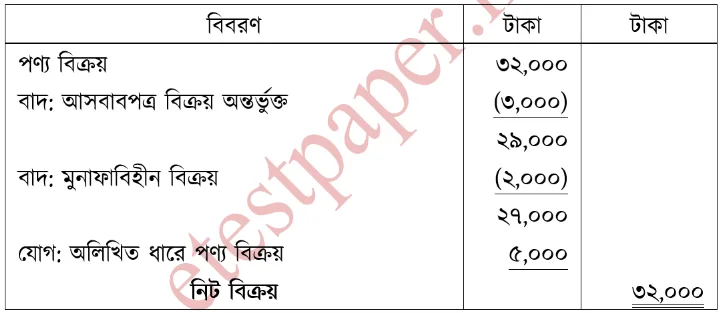 বিবরণ টাকা টাকা
পণ্য বিক্রয় ৩২,০০০
বাদ: আসবাবপত্র বিক্রয় অন্তর্ভুক্ত (৩,০০০)
২৯,০০০
বাদ: মুনাফাবিহীন বিক্রয় (২,০০০)
২৭,০০০
যোগ: অলিখিত ধারে পণ্য বিক্রয় ৫,০০০
নিট বিক্রয় ৩২,০০০
etestpaper.n